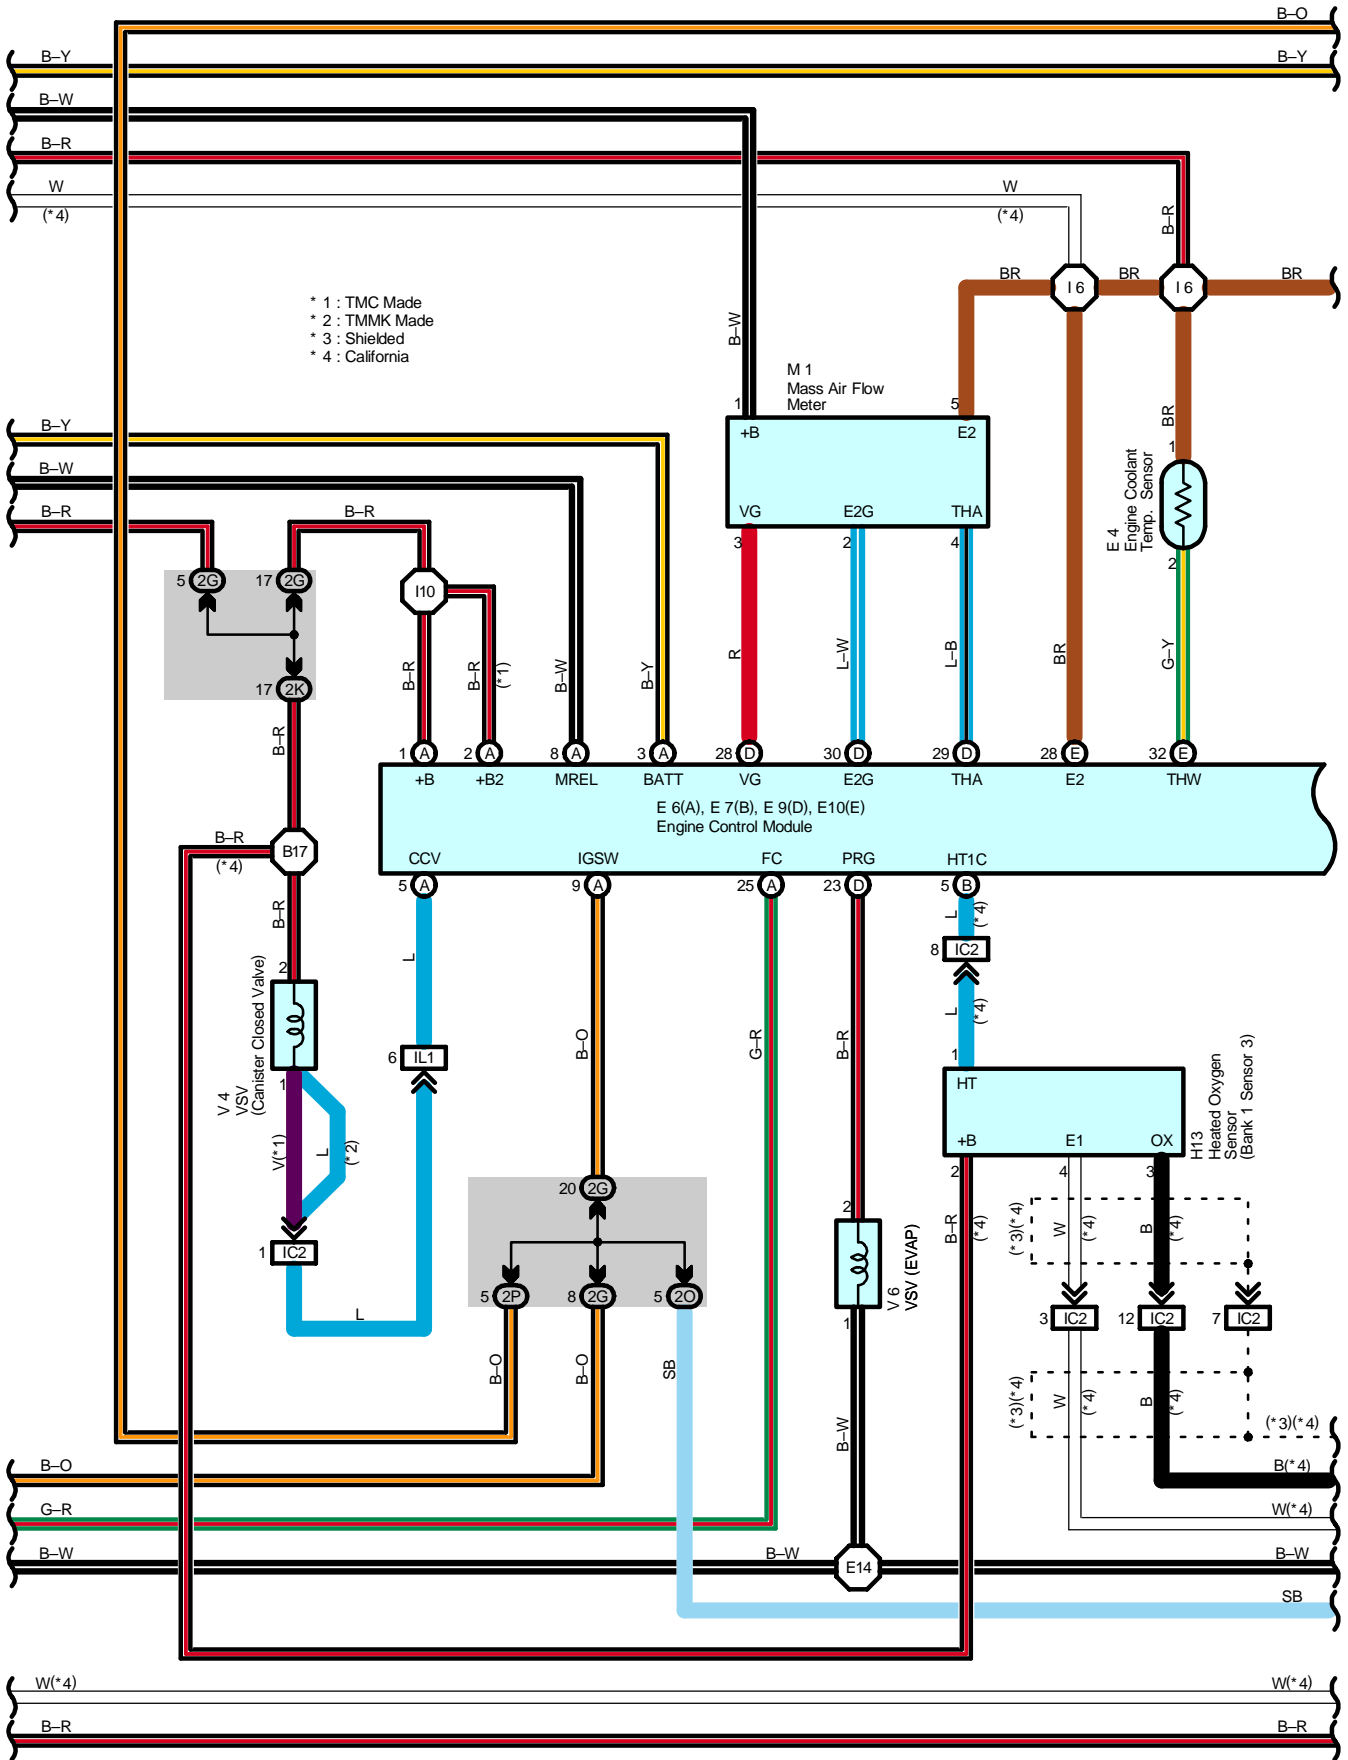 B–O
B–Y
B–Y
B–W
B–R
W
W
(*4)
(*4)
B–R
BR
I 6
BR
I 6
BR
* 1 : TMC Made
* 2 : TMMK Made
* 3 : Shielded
* 4 : California
B–W
M 1
Mass Air Flow
Meter
1
5
+B
E2
VG
E2G
THA
3
2
4
BR
1
E 4
Engine Coolant
Temp. Sensor
2
B–Y
B–W
B–R
B–R
5
2G
17
2G
I10
17
2K
B–R
B–R
(*1)
B–W
B–Y
R
L–W
L–B
BR
G–Y
B–R
1
A
2
A
8
A
3
A
28
D
30
D
29
D
28
E
32
E
+B
+B2
MREL
BATT
VG
E2G
THA
E2
THW
E 6(A), E 7(B), E 9(D), E10(E)
Engine Control Module
CCV
IGSW
FC
PRG
HT1C
5
A
9
A
25
A
23
D
5
B
B–R
(*4)
B17
B–R
2
V 4
VSV
(Canister Closed Valve)
1
V(*1)
L
(*2)
1
IC2
L
L
6
IL1
B–O
G–R
B–R
L
(*4)
8
IC2
L
(*4)
1
HT
+B
E1
OX
H13
Heated Oxygen
Sensor
(Bank 1 Sensor 3)
2
4
3
20
2G
5
2P
8
2G
5
2O
B–O
B–O
SB
2
V 6
VSV (EVAP)
1
B–W
B–R
(*4)
(*3)(*4)
W
(*4)
B
(*4)
3
IC2
12
IC2
7
IC2
(*3)(*4)
W
(*4)
B
(*4)
(*3)(*4)
B–O
B(*4)
G–R
W(*4)
B–W
B–W
E14
B–W
SB
W(*4)
W(*4)
B–R
B–R